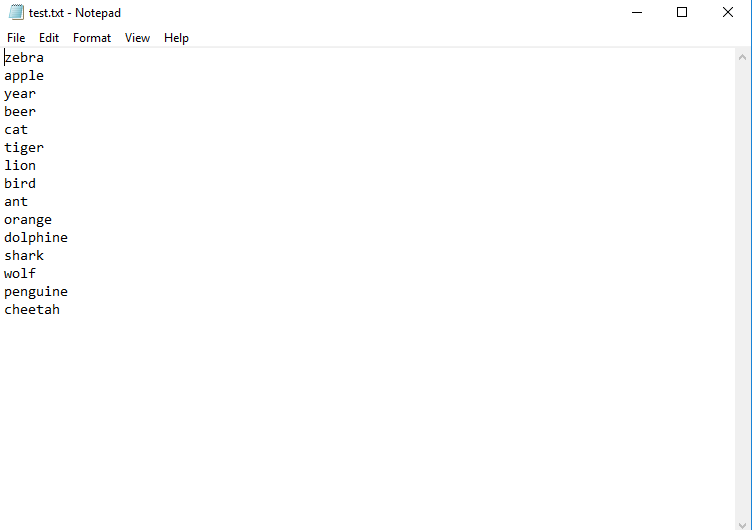 test.txt - Notepad
File Edit Format View Help
zebra
apple
year
beer
cat
tiger
lion
bird
ant
orange
dolphine
shark
wolf
penguine
cheetah